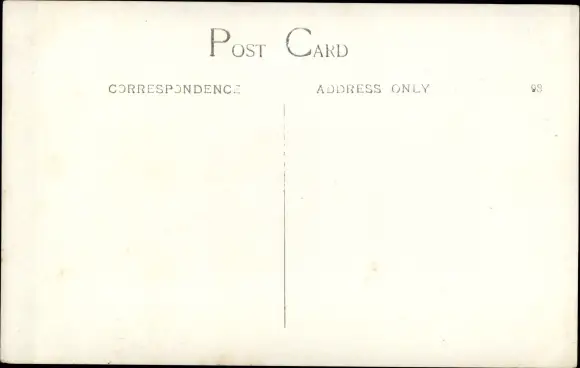 POST CARD
CORRESPONDENCE
ADDRESS ONLY
98